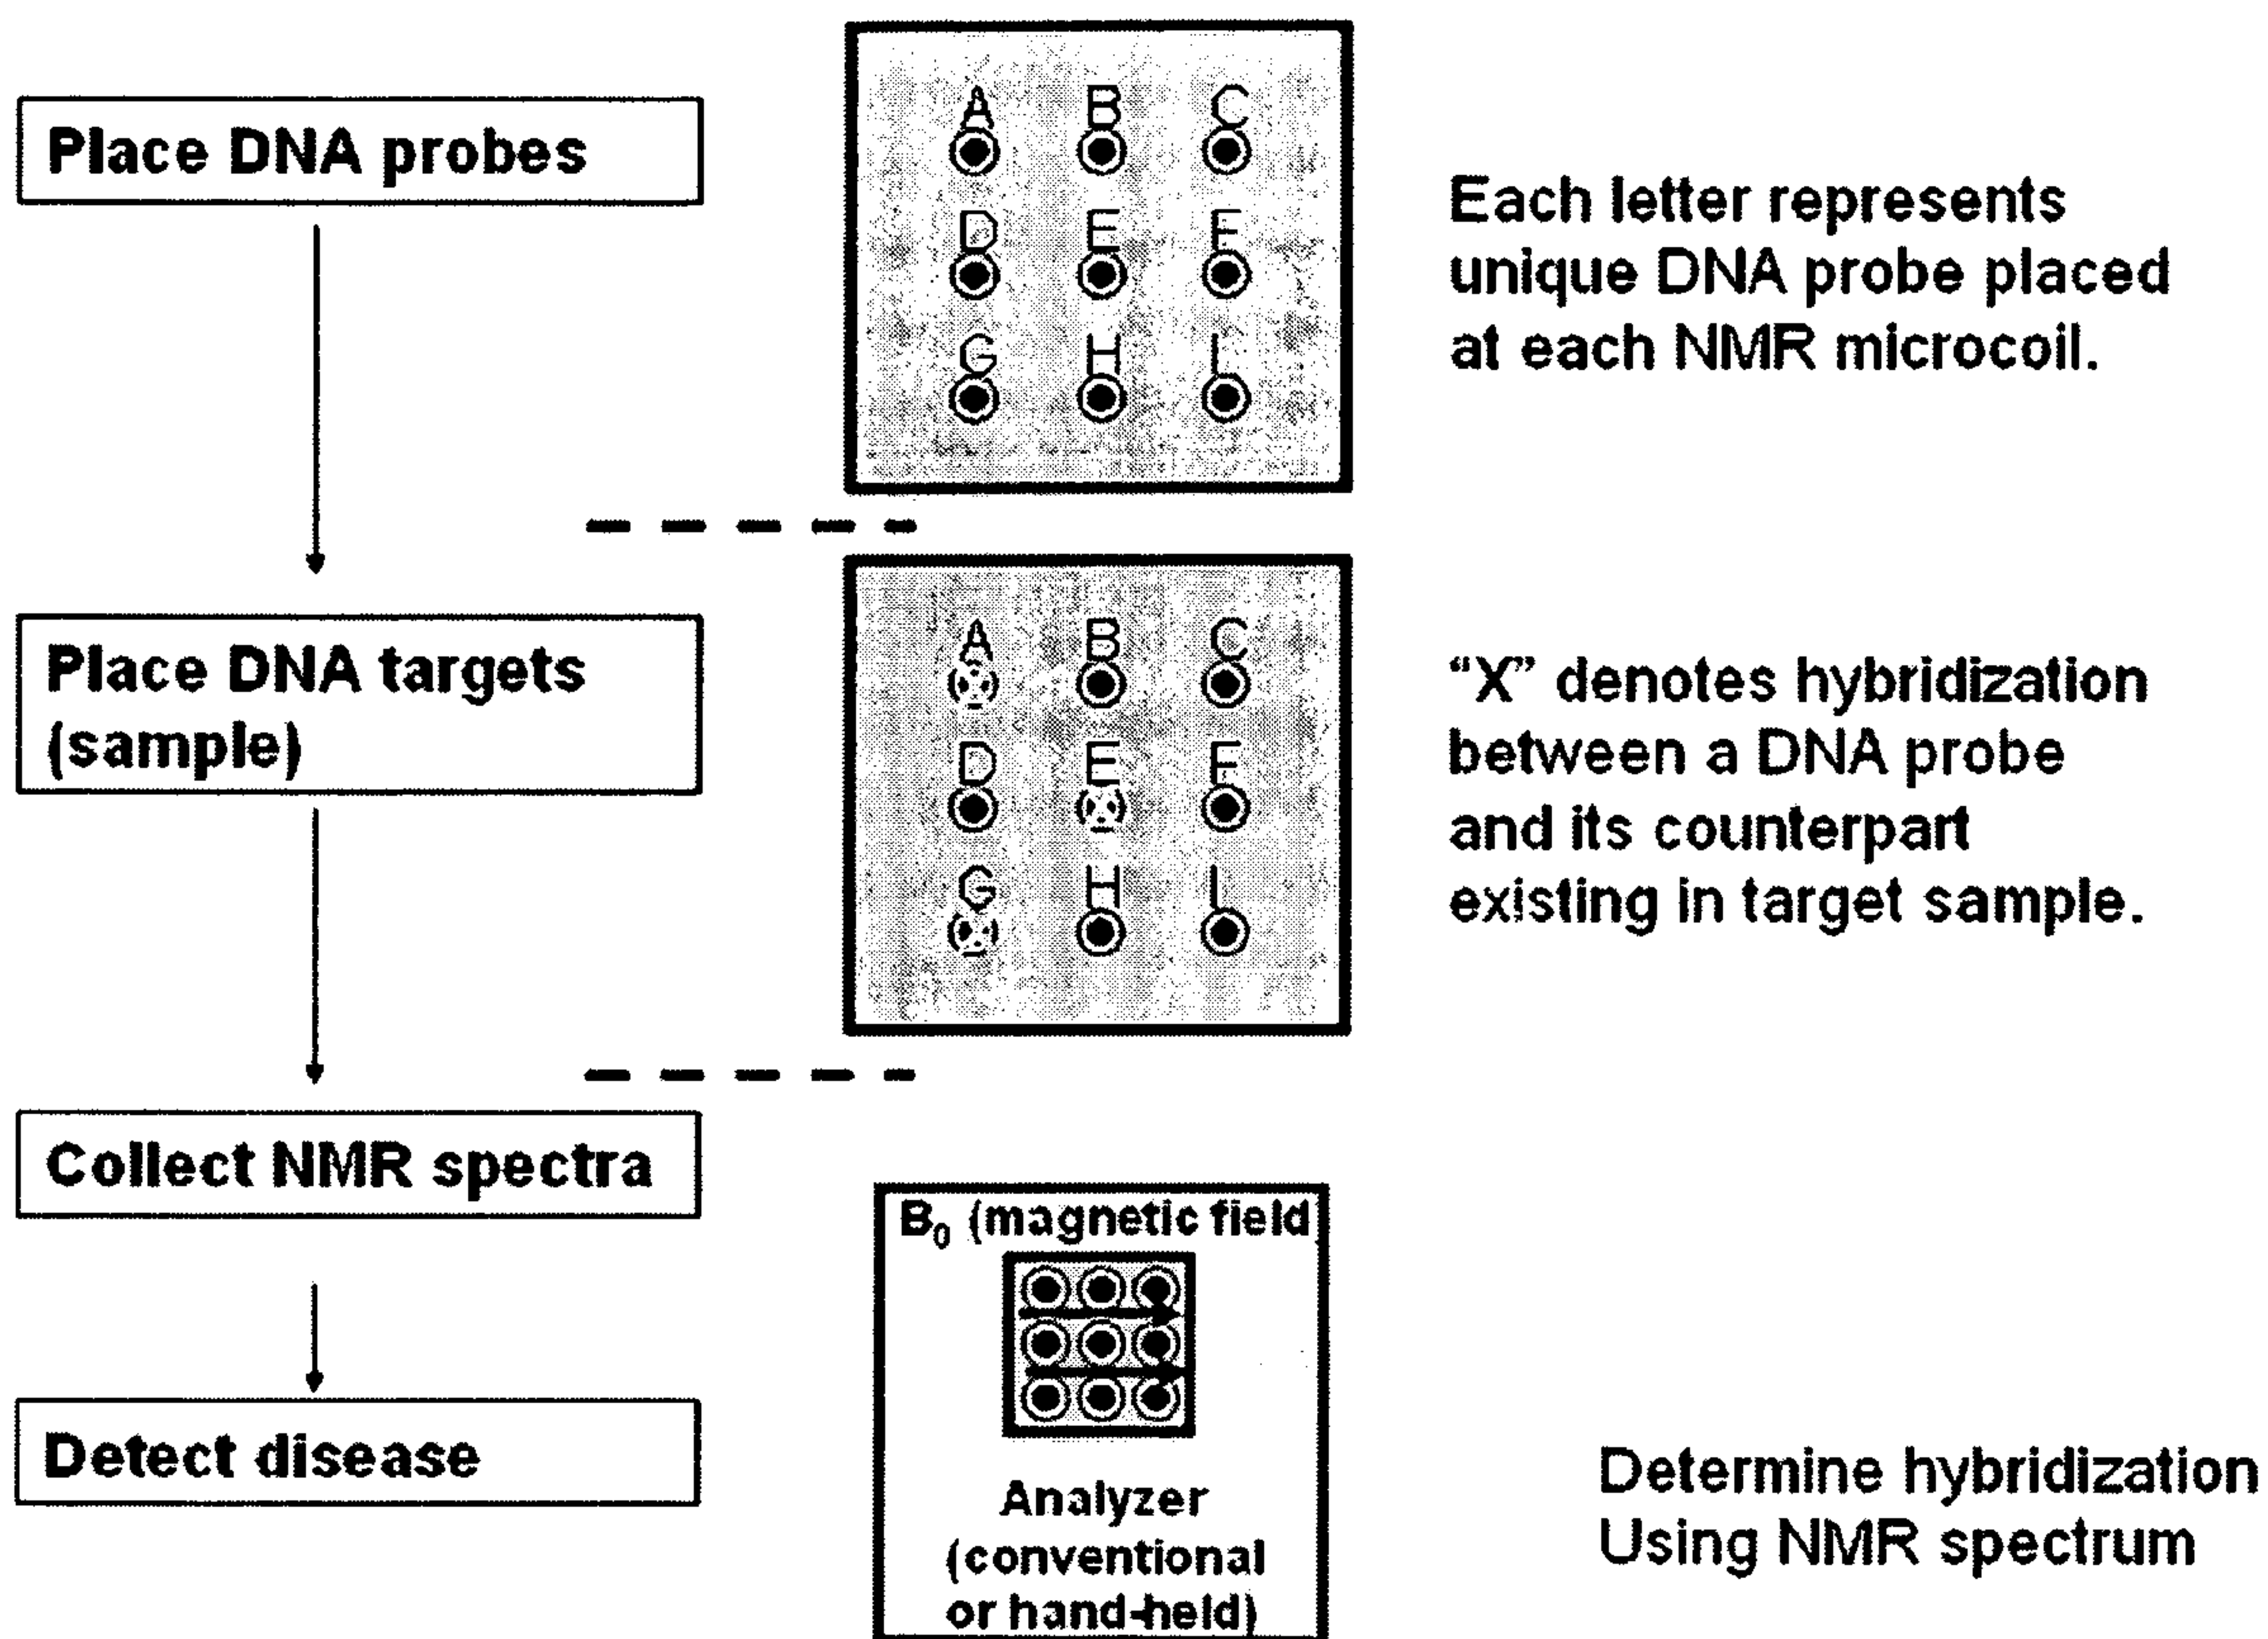 Place DNA probes
A B C
D E F
G H I
Each letter represents
unique DNA probe placed
at each NMR microcoil.
Place DNA targets
(sample)
A B C
D E F
G H I
“X” denotes hybridization
between a DNA probe
and its counterpart
existing in target sample.
Collect NMR spectra
B₀ (magnetic field
Analyzer
(conventional
or hand-held)
Detect disease
Determine hybridization
Using NMR spectrum